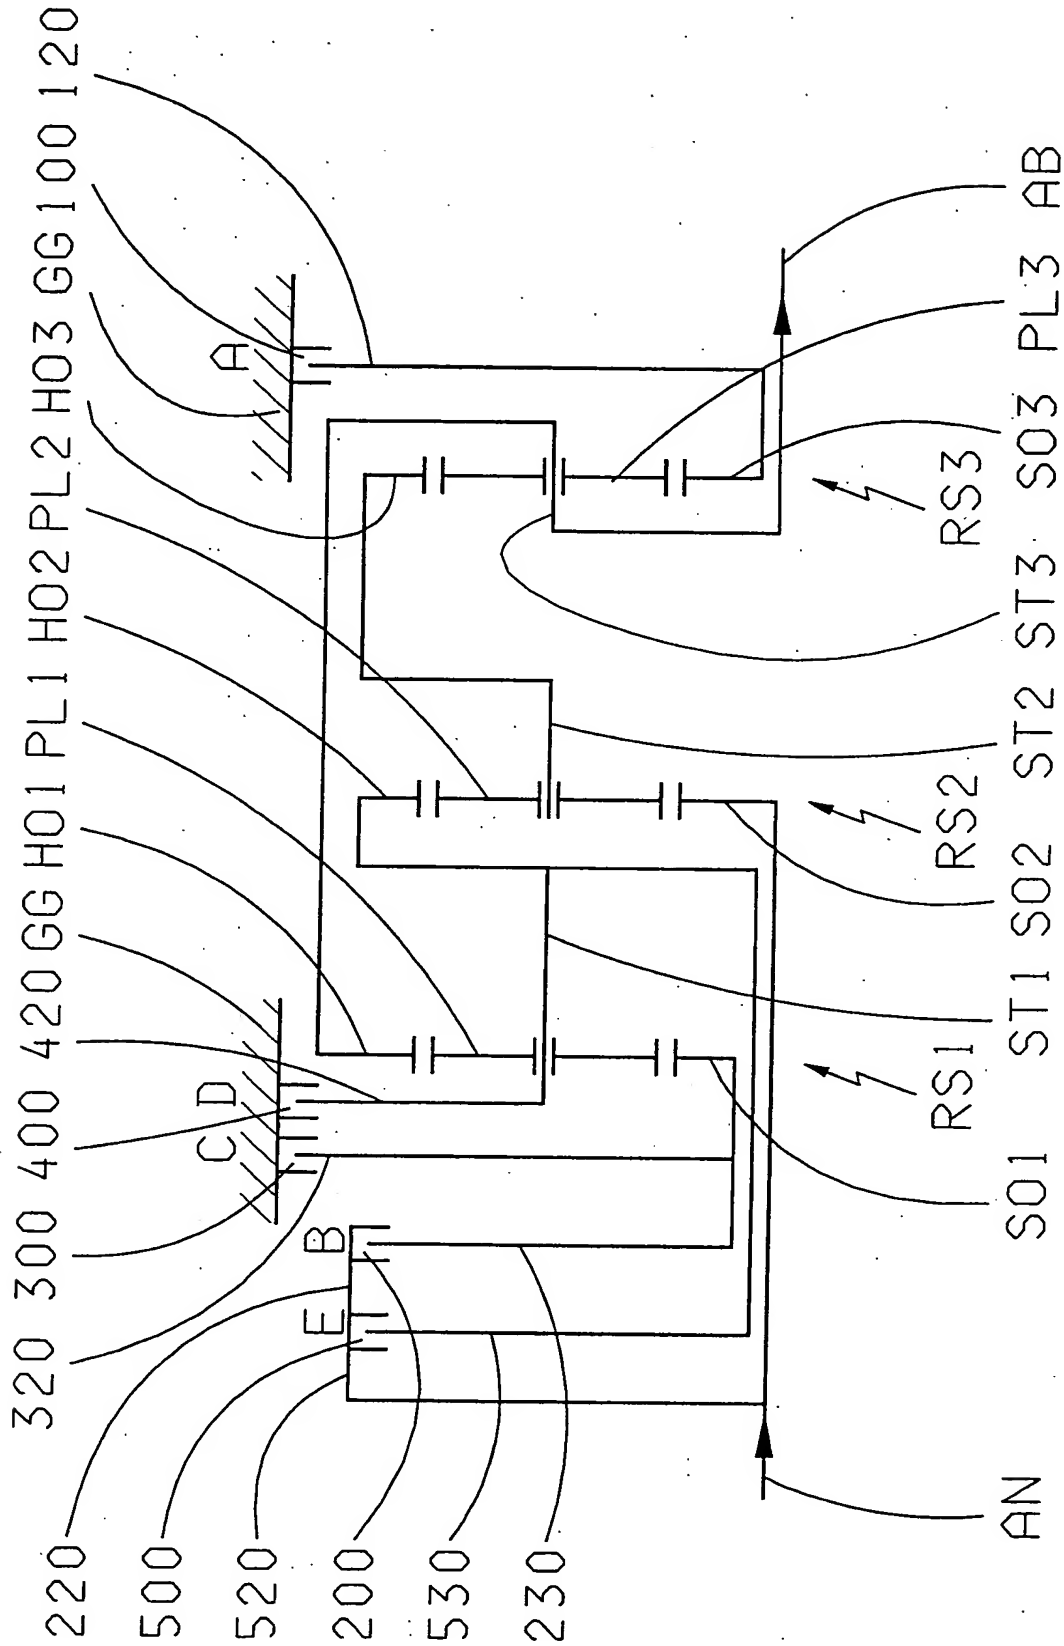 320 300 400 420 GG HO1 PL1 HO2 PL2 HO3 GG 100 120
C D
A
E B
220
500
520
200
530
230
RS1
RS2
RS3
AN
SO1 ST1 SO2 ST2 ST3 SO3 PL3 AB